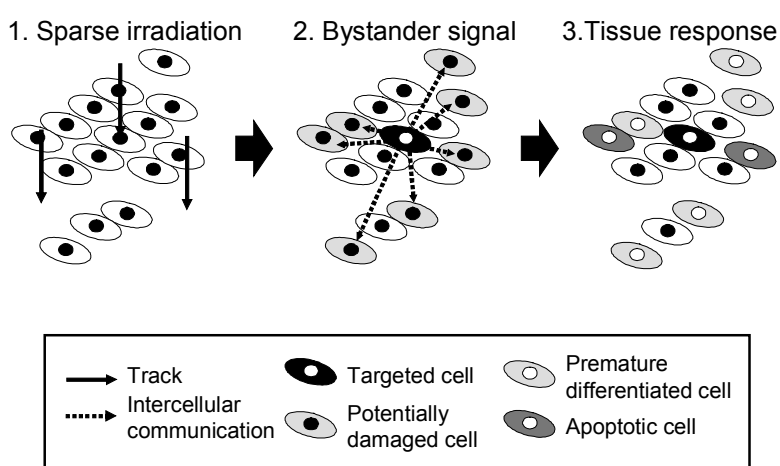 1. Sparse irradiation
2. Bystander signal
3.Tissue response
Track
Intercellular
communication
Targeted cell
Potentially
damaged cell
Premature
differentiated cell
Apoptotic cell